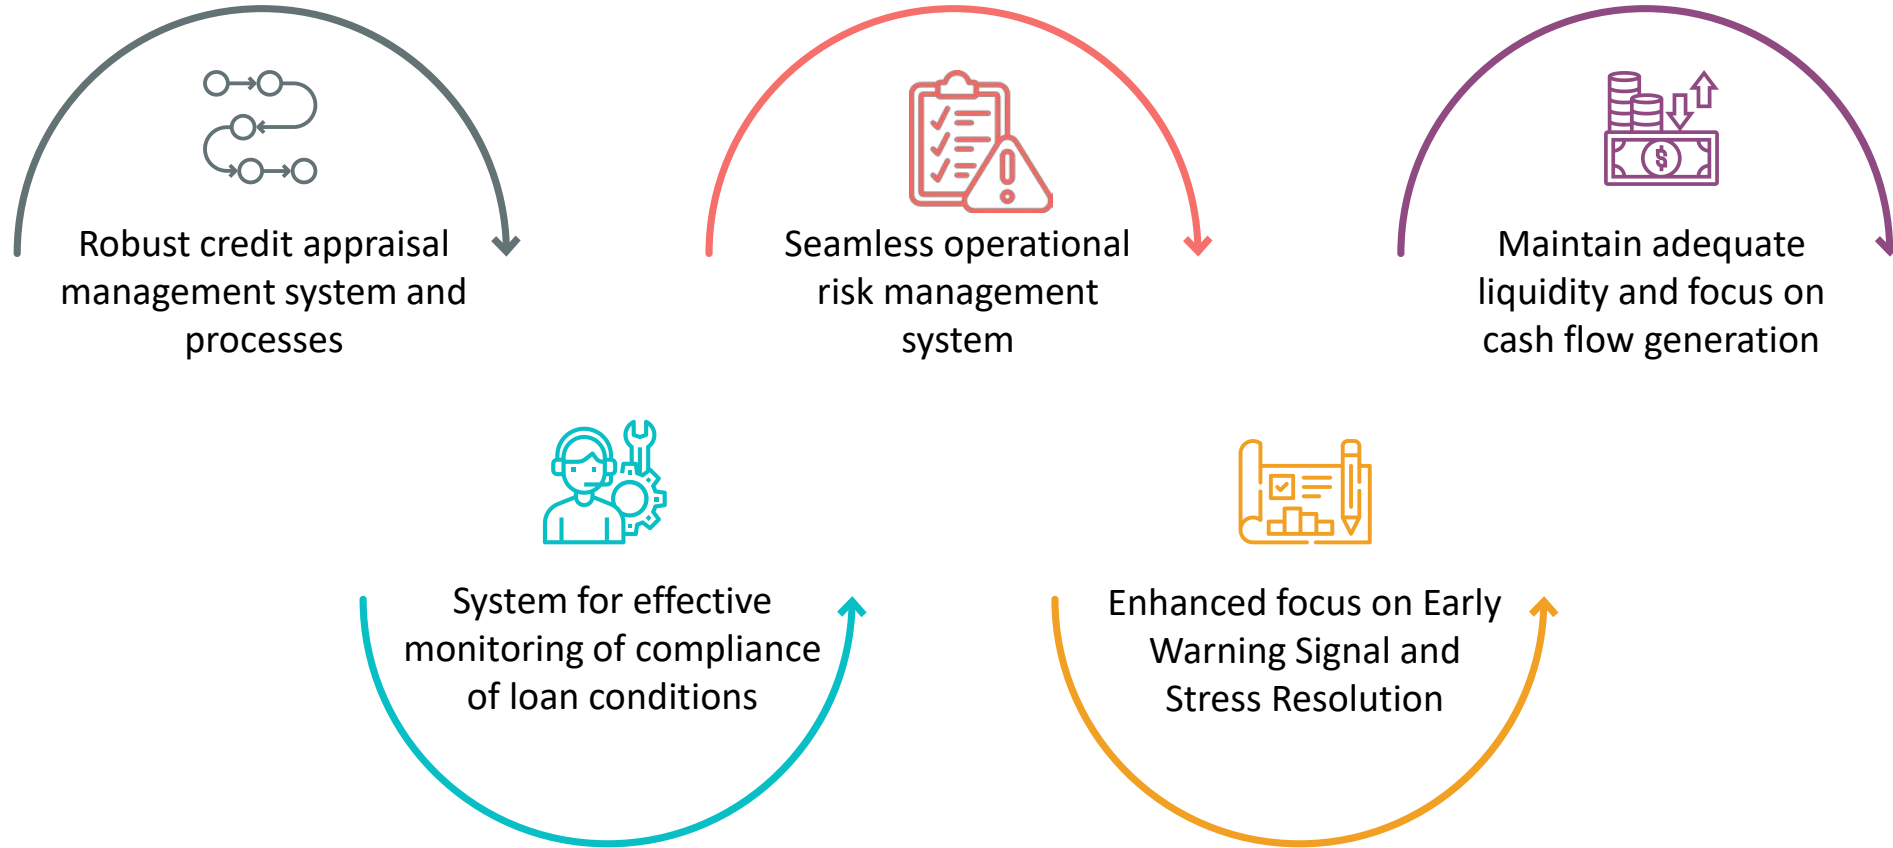 Robust credit appraisal
management system and
processes
Seamless operational
risk management
system
Maintain adequate
liquidity and focus on
cash flow generation
$
System for effective
monitoring of compliance
of loan conditions
Enhanced focus on Early
Warning Signal and
Stress Resolution